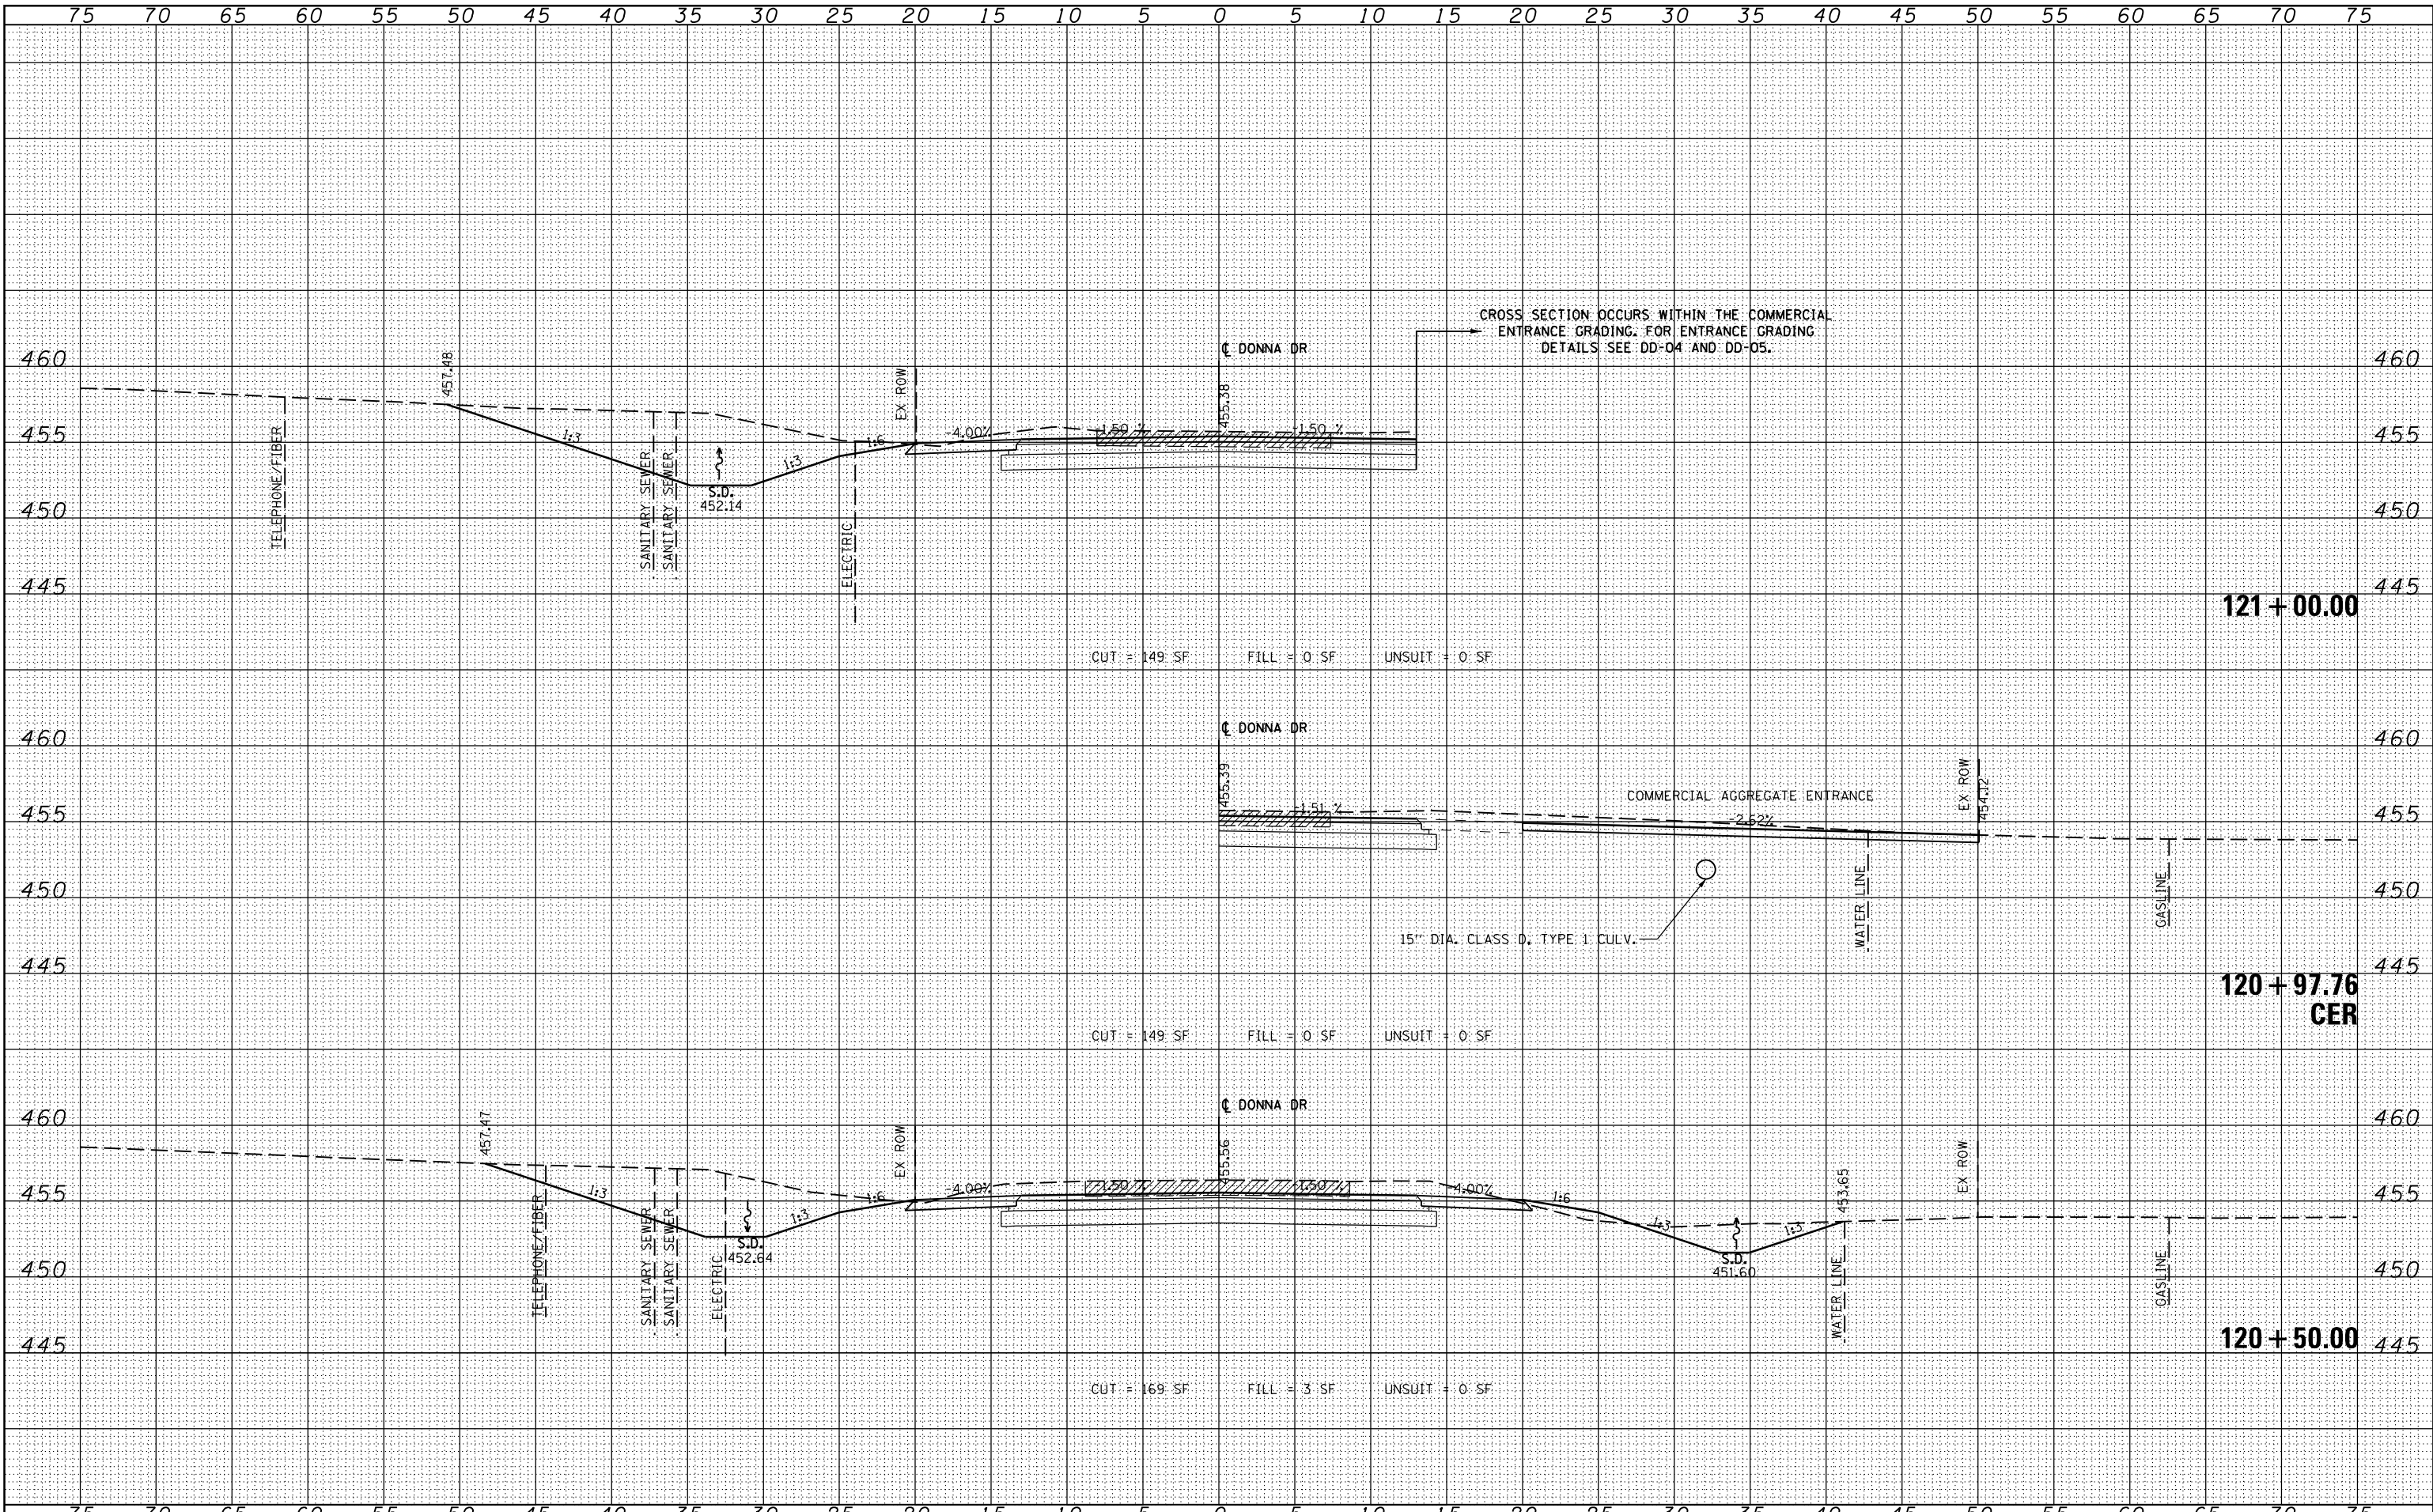 75 70 65 60 55 50 45 40 35 30 25 20 15 10 5 0 5 10 15 20 25 30 35 40 45 50 55 60 65 70 75
CROSS SECTION OCCURS WITHIN THE COMMERCIAL
ENTRANCE GRADING. FOR ENTRANCE GRADING
DETAILS SEE DD-04 AND DD-05.
℄ DONNA DR
460
460
457.48
EX ROW
455.38
455
455
1:3
1:3
1:6
-4.00%
-1.50 %
-1.50 %
TELEPHONE/FIBER
SANITARY SEWER
SANITARY SEWER
S.D.
452.14
ELECTRIC
450
450
445
445
121+00.00
CUT = 149 SF FILL = 0 SF UNSUIT = 0 SF
℄ DONNA DR
460
460
455.39
EX ROW
454.12
COMMERCIAL AGGREGATE ENTRANCE
-1.51 %
-2.52%
455
455
450
450
WATER LINE
GASLINE
15'' DIA. CLASS D, TYPE 1 CULV.
445
445
120+97.76
CER
CUT = 149 SF FILL = 0 SF UNSUIT = 0 SF
℄ DONNA DR
460
460
457.47
EX ROW
455.56
453.65
EX ROW
455
455
1:3
1:3
1:6
-4.00%
-1.50 %
-1.50 %
-4.00%
1:6
1:3
1:3
TELEPHONE/FIBER
SANITARY SEWER
SANITARY SEWER
ELECTRIC
S.D.
452.64
S.D.
451.60
WATER LINE
GASLINE
450
450
445
445
120+50.00
CUT = 169 SF FILL = 3 SF UNSUIT = 0 SF
75 70 65 60 55 50 45 40 35 30 25 20 15 10 5 0 5 10 15 20 25 30 35 40 45 50 55 60 65 70 75